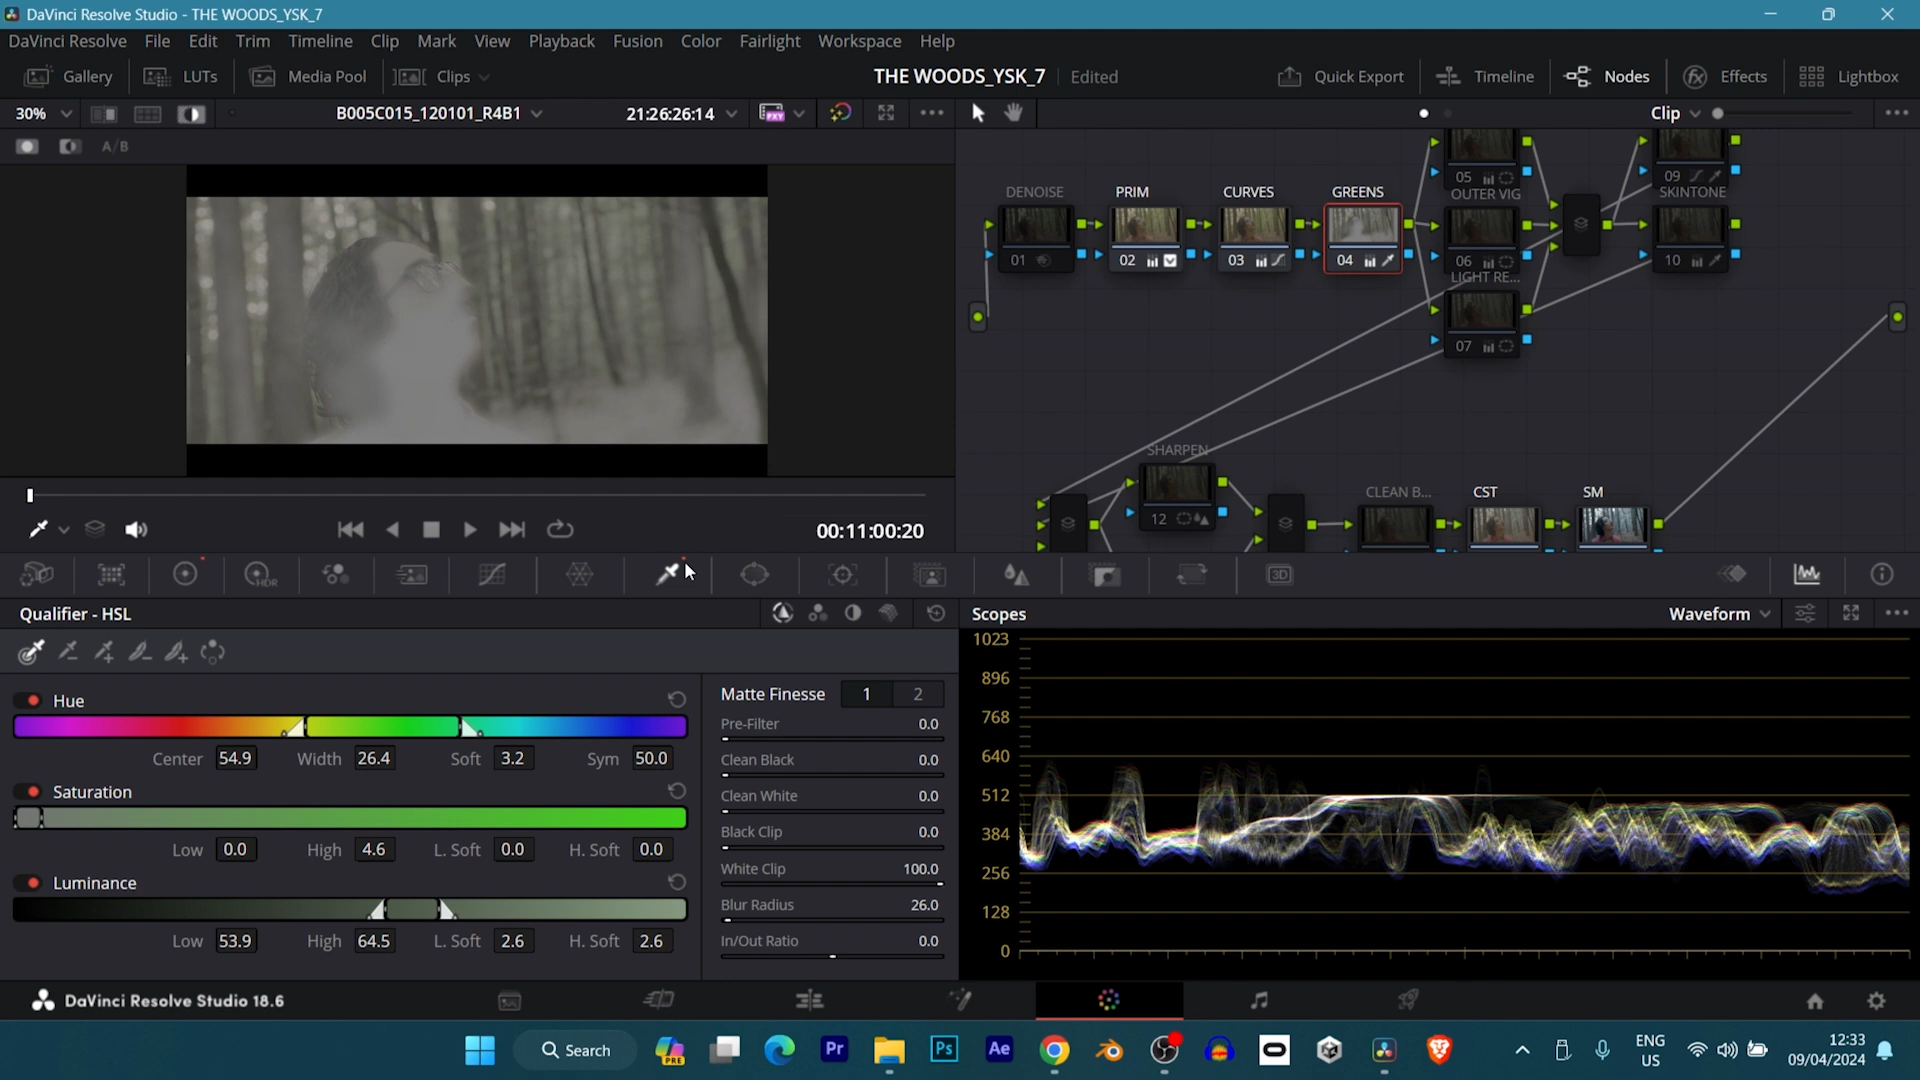 DaVinci Resolve Studio - THE WOODS_YSK_7
DaVinci Resolve File Edit Trim Timeline Clip Mark View Playback Fusion Color Fairlight Workspace Help
Gallery LUTs Media Pool Clips THE WOODS_YSK_7 Edited Quick Export Timeline Nodes Effects Lightbox
30% B005C015_120101_R4B1 21:26:26:14 PXY Clip
A/B
DENOISE PRIM CURVES GREENS
05 09
OUTER VIG SKINTONE
01 02 03 04 06 10
LIGHT RE...
07
SHARPEN
12
CLEAN B... CST SM
00:11:00:20
HDR 3D
Qualifier - HSL
Scopes Waveform
1023
896
768
640
512
384
256
128
0
Hue
Center 54.9 Width 26.4 Soft 3.2 Sym 50.0
Saturation
Low 0.0 High 4.6 L. Soft 0.0 H. Soft 0.0
Luminance
Low 53.9 High 64.5 L. Soft 2.6 H. Soft 2.6
Matte Finesse 1 2
Pre-Filter 0.0
Clean Black 0.0
Clean White 0.0
Black Clip 0.0
White Clip 100.0
Blur Radius 26.0
In/Out Ratio 0.0
DaVinci Resolve Studio 18.6
Search PRE Pr Ps Ae
ENG
US
12:33
09/04/2024